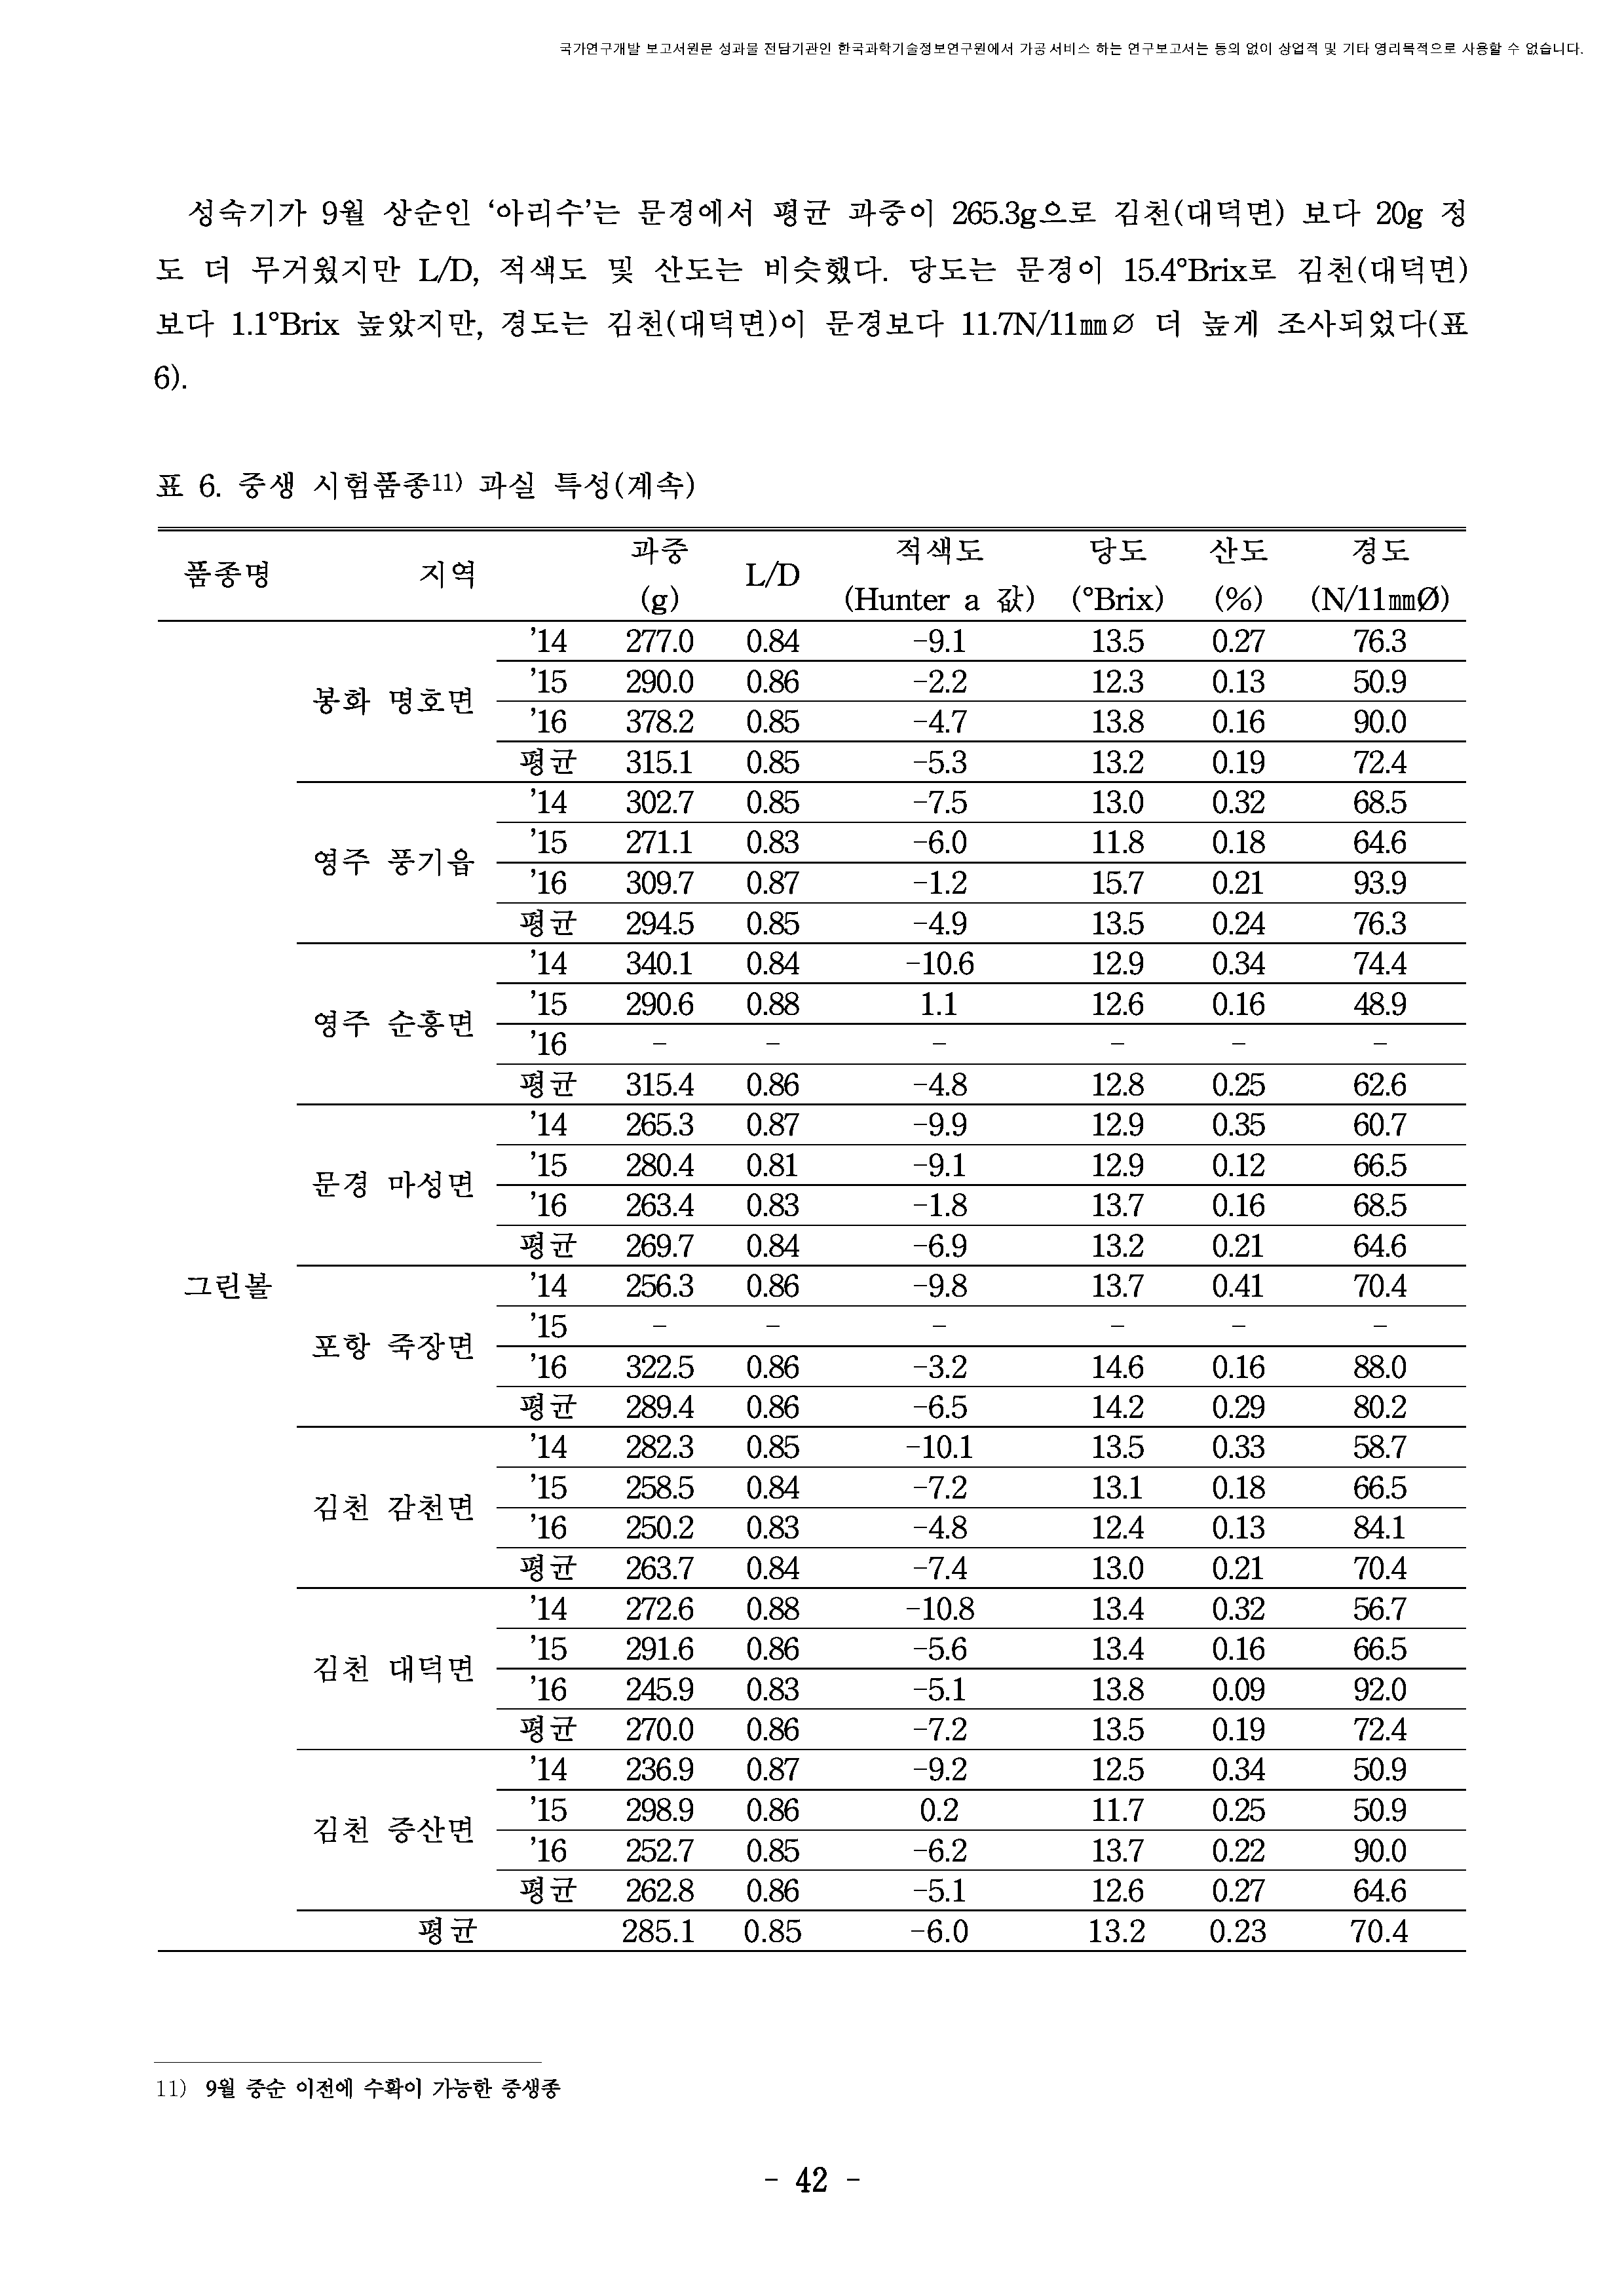 국가연구개발 보고서원문 성과물 전담기관인 한국과학기술정보연구원에서 가공·서비스 하는 연구보고서는 동의 없이 상업적 및 기타 영리목적으로 사용할 수 없습니다.
성숙기가 9월 상순인 ‘아리수’는 문경에서 평균 과중이 265.3g으로 김천(대덕면) 보다 20g 정
도 더 무거웠지만 L/D, 적색도 및 산도는 비슷했다. 당도는 문경이 15.4°Brix로 김천(대덕면)
보다 1.1°Brix 높았지만, 경도는 김천(대덕면)이 문경보다 11.7N/11㎜∅ 더 높게 조사되었다(표
6).
표 6. 중생 시험품종11) 과실 특성(계속)
품종명 지역 과중 (g) L/D 적색도 (Hunter a 값) 당도 (°Brix) 산도 (%) 경도 (N/11㎜Ø)
그린볼
봉화 명호면
’14 277.0 0.84 -9.1 13.5 0.27 76.3
’15 290.0 0.86 -2.2 12.3 0.13 50.9
’16 378.2 0.85 -4.7 13.8 0.16 90.0
평균 315.1 0.85 -5.3 13.2 0.19 72.4
영주 풍기읍
’14 302.7 0.85 -7.5 13.0 0.32 68.5
’15 271.1 0.83 -6.0 11.8 0.18 64.6
’16 309.7 0.87 -1.2 15.7 0.21 93.9
평균 294.5 0.85 -4.9 13.5 0.24 76.3
영주 순흥면
’14 340.1 0.84 -10.6 12.9 0.34 74.4
’15 290.6 0.88 1.1 12.6 0.16 48.9
’16 - - - - - -
평균 315.4 0.86 -4.8 12.8 0.25 62.6
문경 마성면
’14 265.3 0.87 -9.9 12.9 0.35 60.7
’15 280.4 0.81 -9.1 12.9 0.12 66.5
’16 263.4 0.83 -1.8 13.7 0.16 68.5
평균 269.7 0.84 -6.9 13.2 0.21 64.6
포항 죽장면
’14 256.3 0.86 -9.8 13.7 0.41 70.4
’15 - - - - - -
’16 322.5 0.86 -3.2 14.6 0.16 88.0
평균 289.4 0.86 -6.5 14.2 0.29 80.2
김천 감천면
’14 282.3 0.85 -10.1 13.5 0.33 58.7
’15 258.5 0.84 -7.2 13.1 0.18 66.5
’16 250.2 0.83 -4.8 12.4 0.13 84.1
평균 263.7 0.84 -7.4 13.0 0.21 70.4
김천 대덕면
’14 272.6 0.88 -10.8 13.4 0.32 56.7
’15 291.6 0.86 -5.6 13.4 0.16 66.5
’16 245.9 0.83 -5.1 13.8 0.09 92.0
평균 270.0 0.86 -7.2 13.5 0.19 72.4
김천 증산면
’14 236.9 0.87 -9.2 12.5 0.34 50.9
’15 298.9 0.86 0.2 11.7 0.25 50.9
’16 252.7 0.85 -6.2 13.7 0.22 90.0
평균 262.8 0.86 -5.1 12.6 0.27 64.6
평균 285.1 0.85 -6.0 13.2 0.23 70.4
11) 9월 중순 이전에 수확이 가능한 중생종
- 42 -